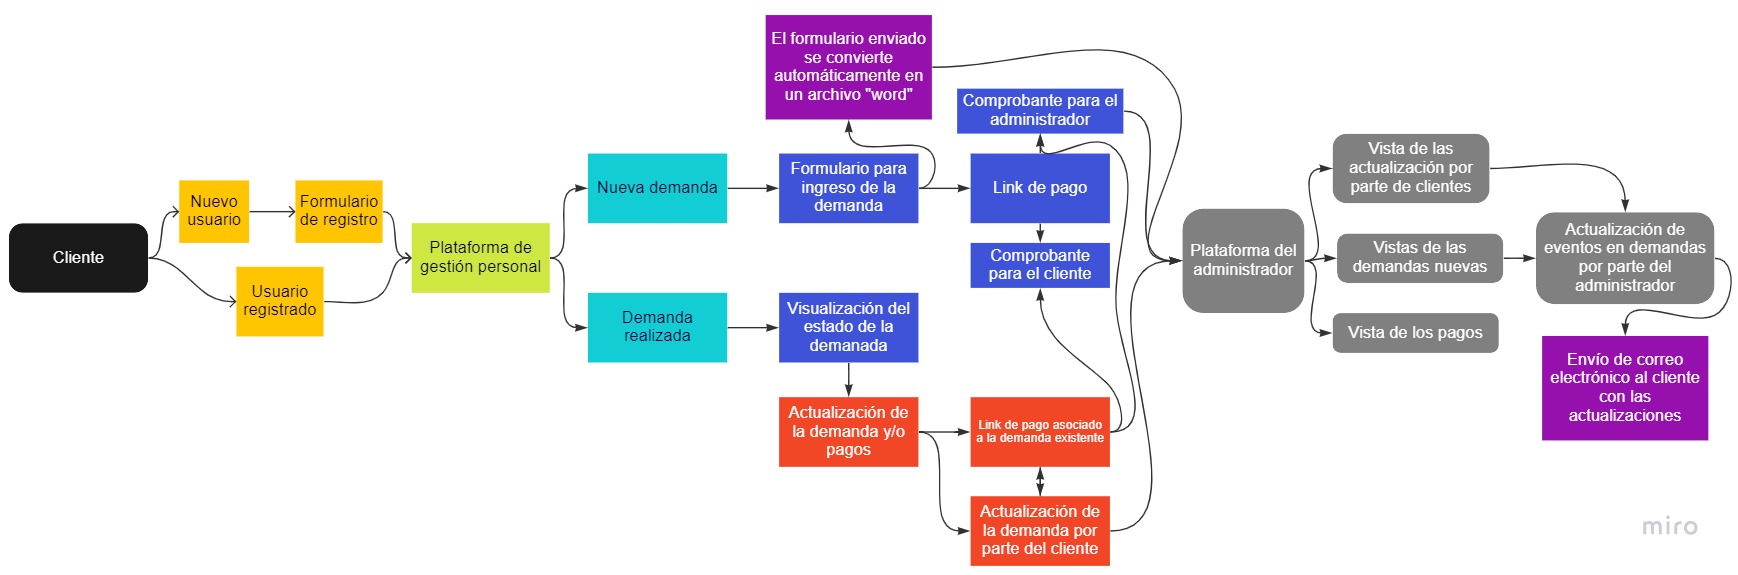 Cliente
Nuevo
usuario
Formulario
de registro
Usuario
registrado
Plataforma de
gestión personal
Nueva demanda
Demanda
realizada
El formulario enviado
se convierte
automáticamente en
un archivo "word"
Formulario para
ingreso de la
demanda
Visualización del
estado de la
demanada
Actualización de
la demanda y/o
pagos
Comprobante para el
administrador
Link de pago
Comprobante
para el cliente
Link de pago asociado
a la demanda existente
Actualización de
la demanda por
parte del cliente
Plataforma del
administrador
Vista de las
actualización por
parte de clientes
Vistas de las
demandas nuevas
Vista de los pagos
Actualización de
eventos en demandas
por parte del
administrador
Envío de correo
electrónico al cliente
con las
actualizaciones
miro